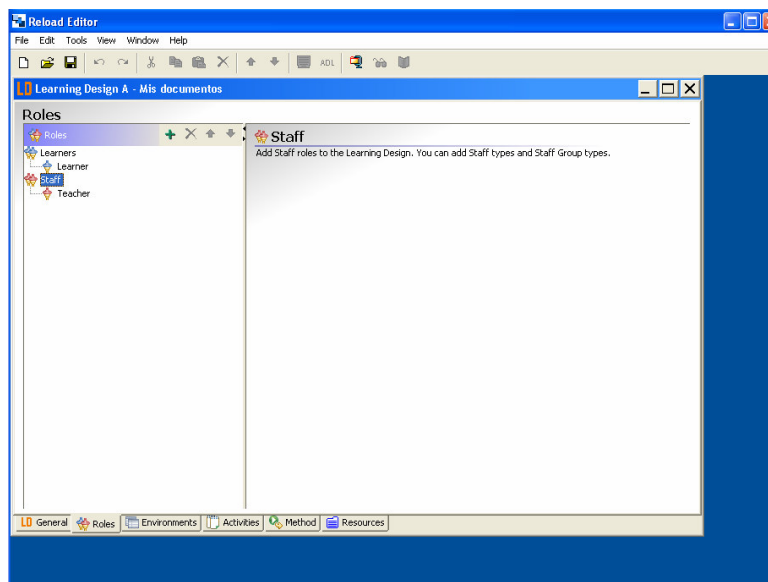 Reload Editor
File Edit Tools View Window Help
ADL
LD Learning Design A - Mis documentos
Roles
Roles
Staff
Add Staff roles to the Learning Design. You can add Staff types and Staff Group types.
Learners
Learner
Staff
Teacher
LD General Roles Environments Activities Method Resources